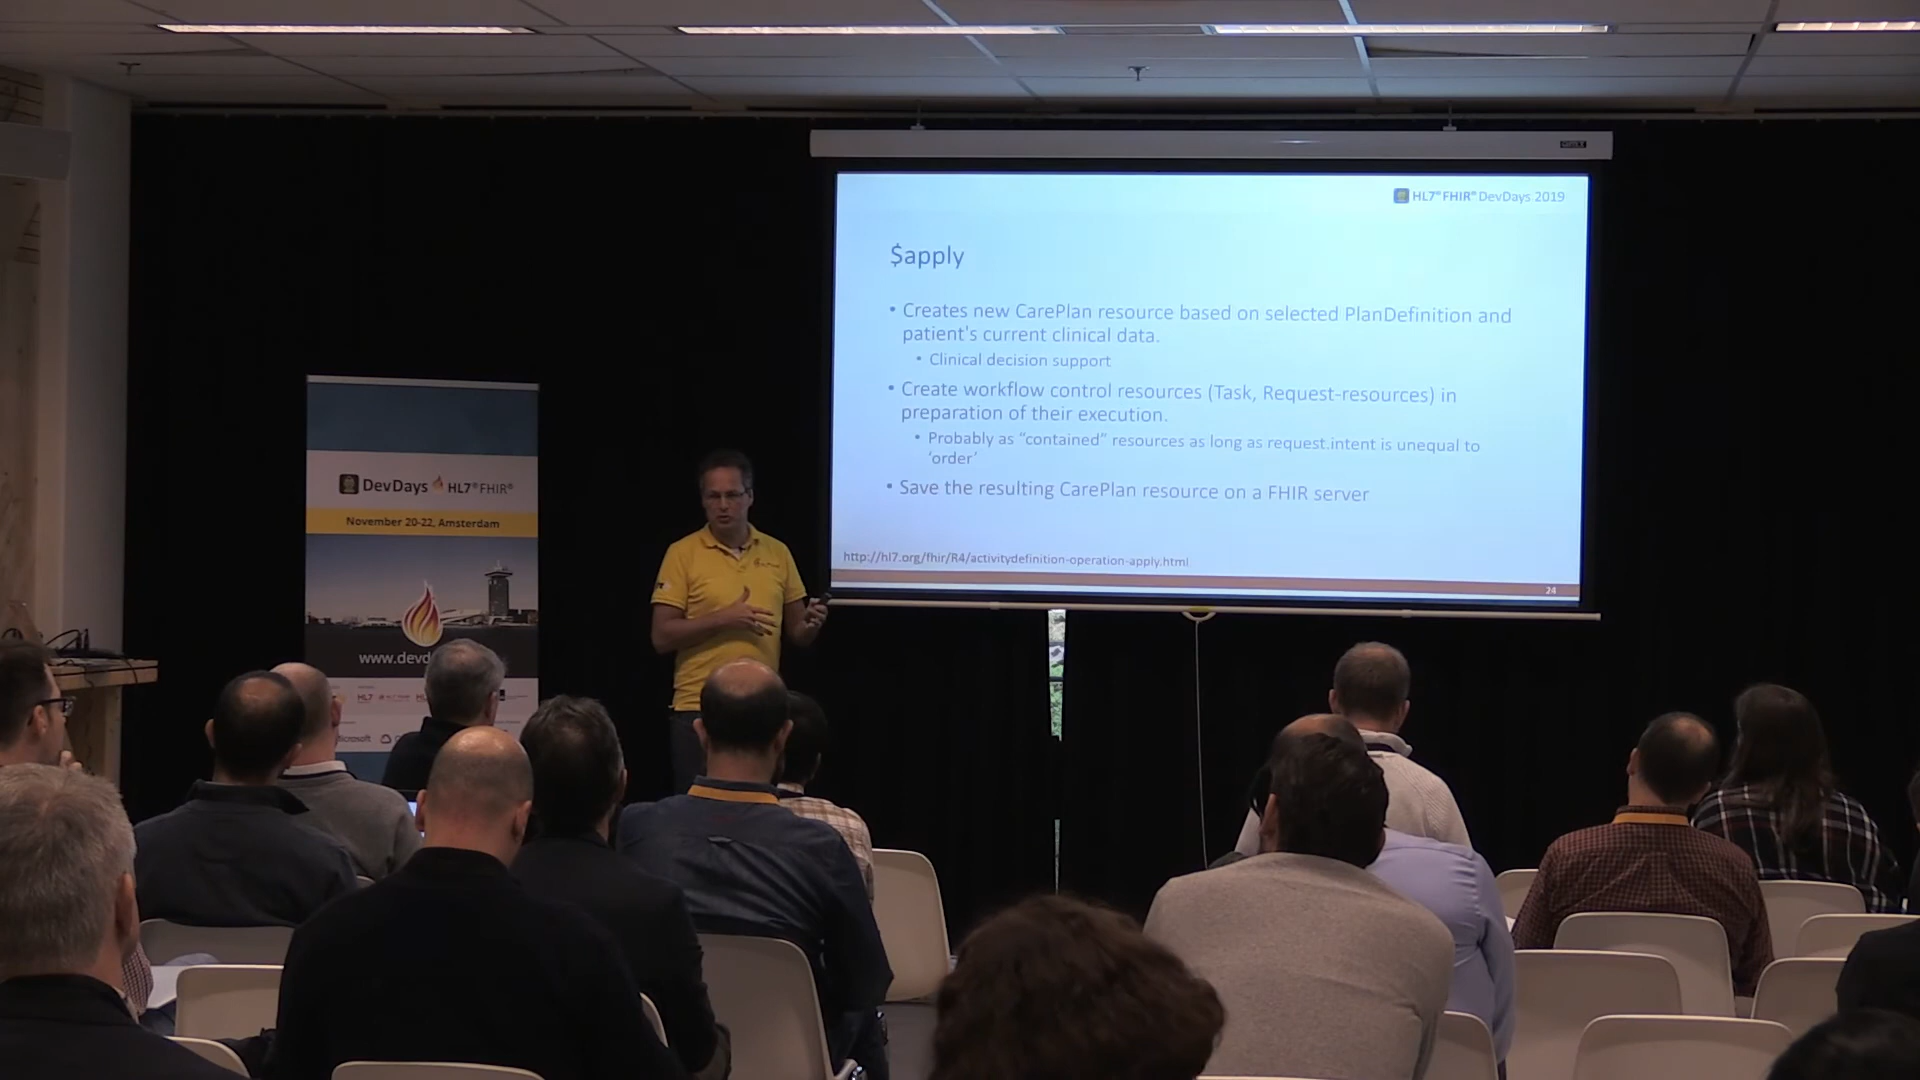 HL7® FHIR® DevDays 2019
$apply
• Creates new CarePlan resource based on selected PlanDefinition and
patient's current clinical data.
• Clinical decision support
• Create workflow control resources (Task, Request-resources) in
preparation of their execution.
• Probably as “contained” resources as long as request.intent is unequal to
‘order’
• Save the resulting CarePlan resource on a FHIR server
http://hl7.org/fhir/R4/activitydefinition-operation-apply.html
24
DevDays HL7® FHIR®
November 20-22, Amsterdam
www.devd
HL7
Microsoft